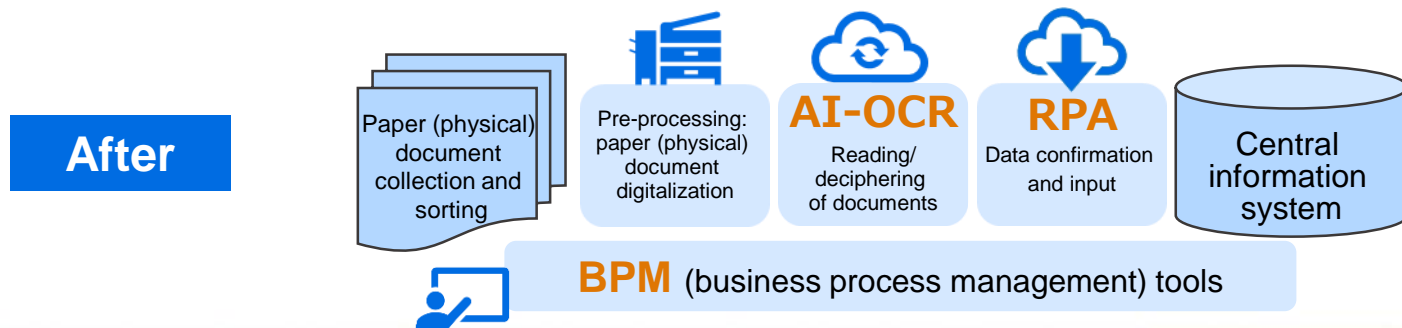 After
Paper (physical)
document
collection and
sorting
Pre-processing:
paper (physical)
document
digitalization
AI-OCR
Reading/
deciphering
of documents
RPA
Data confirmation
and input
Central
information
system
BPM (business process management) tools